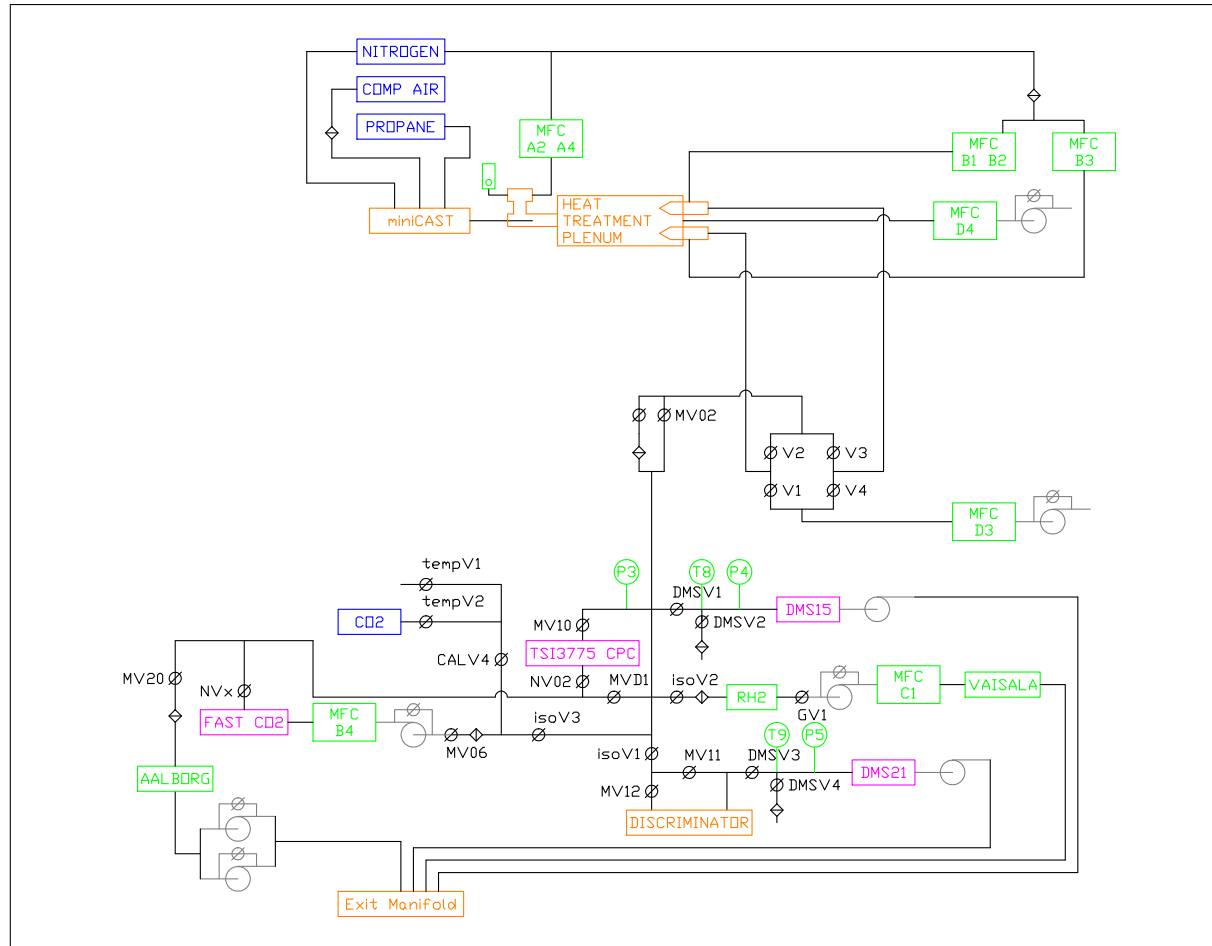 NITROGEN
COMP AIR
PROPANE
MFC
A2 A4
MFC
B1 B2
MFC
B3
miniCAST
HEAT
TREATMENT
PLENUM
MFC
D4
MV02
V2
V3
V1
V4
MFC
D3
tempV1
P3
T8
P4
tempV2
DMSV1
CO2
DMS15
MV10
DMSV2
TSI3775 CPC
CALV4
MV20
NVx
NV02
MVD1
isoV2
RH2
GV1
MFC
C1
VAISALA
FAST CO2
MFC
B4
isoV3
MV06
T9
P5
isoV1
MV11
DMSV3
AALBORG
DMS21
MV12
DMSV4
DISCRIMINATOR
Exit Manifold